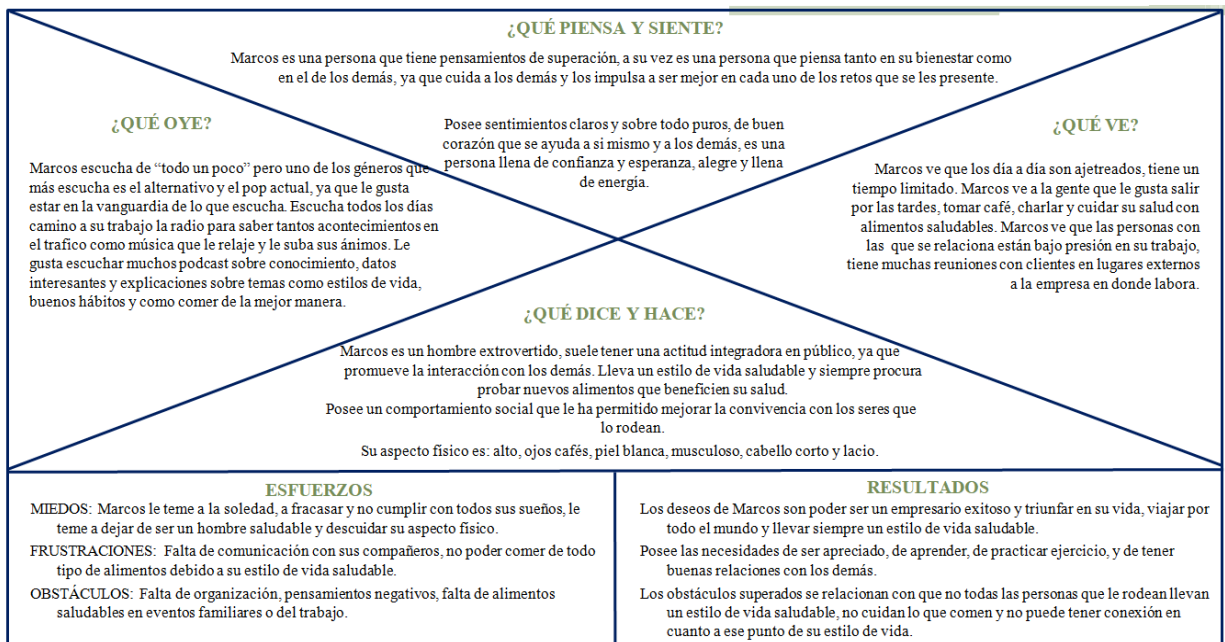 ¿QUÉ PIENSA Y SIENTE?
Marcos es una persona que tiene pensamientos de superación, a su vez es una persona que piensa tanto en su bienestar como
en el de los demás, ya que cuida a los demás y los impulsa a ser mejor en cada uno de los retos que se les presente.
Posee sentimientos claros y sobre todo puros, de buen
corazón que se ayuda a si mismo y a los demás, es una
persona llena de confianza y esperanza, alegre y llena
de energía.
¿QUÉ OYE?
Marcos escucha de “todo un poco” pero uno de los géneros que
más escucha es el alternativo y el pop actual, ya que le gusta
estar en la vanguardia de lo que escucha. Escucha todos los días
camino a su trabajo la radio para saber tantos acontecimientos en
el trafico como música que le relaje y le suba sus ánimos. Le
gusta escuchar muchos podcast sobre conocimiento, datos
interesantes y explicaciones sobre temas como estilos de vida,
buenos hábitos y como comer de la mejor manera.
¿QUÉ VE?
Marcos ve que los día a día son ajetreados, tiene un
tiempo limitado. Marcos ve a la gente que le gusta salir
por las tardes, tomar café, charlar y cuidar su salud con
alimentos saludables. Marcos ve que las personas con
las que se relaciona están bajo presión en su trabajo,
tiene muchas reuniones con clientes en lugares externos
a la empresa en donde labora.
¿QUÉ DICE Y HACE?
Marcos es un hombre extrovertido, suele tener una actitud integradora en público, ya que
promueve la interacción con los demás. Lleva un estilo de vida saludable y siempre procura
probar nuevos alimentos que beneficien su salud.
Posee un comportamiento social que le ha permitido mejorar la convivencia con los seres que
lo rodean.
Su aspecto físico es: alto, ojos cafés, piel blanca, musculoso, cabello corto y lacio.
ESFUERZOS
MIEDOS: Marcos le teme a la soledad, a fracasar y no cumplir con todos sus sueños, le
teme a dejar de ser un hombre saludable y descuidar su aspecto físico.
FRUSTRACIONES: Falta de comunicación con sus compañeros, no poder comer de todo
tipo de alimentos debido a su estilo de vida saludable.
OBSTÁCULOS: Falta de organización, pensamientos negativos, falta de alimentos
saludables en eventos familiares o del trabajo.
RESULTADOS
Los deseos de Marcos son poder ser un empresario exitoso y triunfar en su vida, viajar por
todo el mundo y llevar siempre un estilo de vida saludable.
Posee las necesidades de ser apreciado, de aprender, de practicar ejercicio, y de tener
buenas relaciones con los demás.
Los obstáculos superados se relacionan con que no todas las personas que le rodean llevan
un estilo de vida saludable, no cuidan lo que comen y no puede tener conexión en
cuanto a ese punto de su estilo de vida.